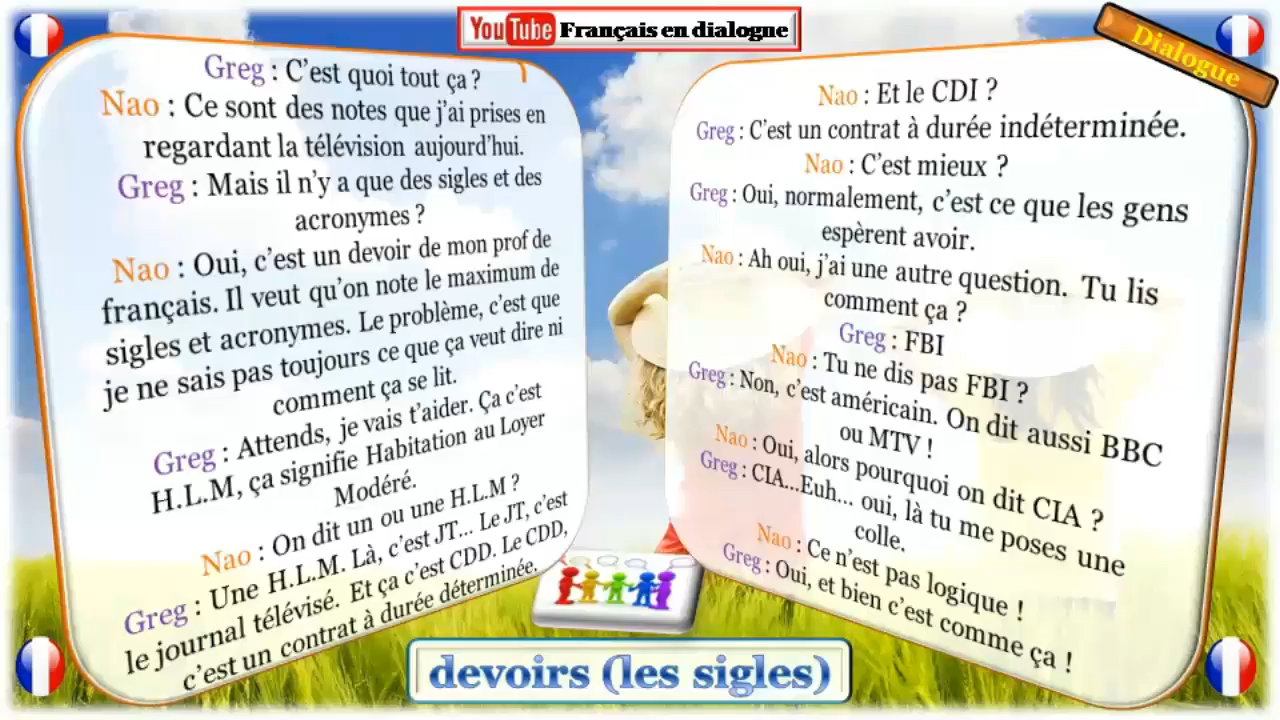 YouTube Français en dialogue
Dialogue
Greg : C'est quoi tout ça ?
Nao : Ce sont des notes que j'ai prises en
regardant la télévision aujourd'hui.
Greg : Mais il n'y a que des sigles et des
acronymes ?
Nao : Oui, c'est un devoir de mon prof de
français. Il veut qu'on note le maximum de
sigles et acronymes. Le problème, c'est que
je ne sais pas toujours ce que ça veut dire ni
comment ça se lit.
Greg : Attends, je vais t'aider. Ça c'est
H.L.M, ça signifie Habitation au Loyer
Modéré.
Nao : On dit un ou une H.L.M ?
Greg : Une H.L.M. Là, c'est JT... Le JT, c'est
le journal télévisé. Et ça c'est CDD. Le CDD,
c'est un contrat à durée déterminée.
Nao : Et le CDI ?
Greg : C'est un contrat à durée indéterminée.
Nao : C'est mieux ?
Greg : Oui, normalement, c'est ce que les gens
espèrent avoir.
Nao : Ah oui, j'ai une autre question. Tu lis
comment ça ?
Greg : FBI
Nao : Tu ne dis pas FBI ?
Greg : Non, c'est américain. On dit aussi BBC
ou MTV !
Nao : Oui, alors pourquoi on dit CIA ?
Greg : CIA...Euh... oui, là tu me poses une
colle.
Nao : Ce n'est pas logique !
Greg : Oui, et bien c'est comme ça !
devoirs (les sigles)